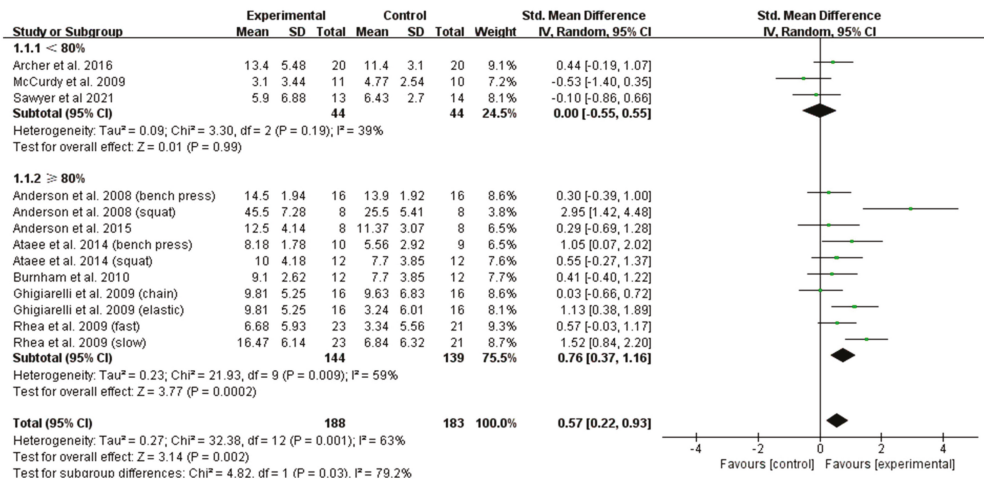 Experimental Control Std. Mean Difference Std. Mean Difference
Study or Subgroup Mean SD Total Mean SD Total Weight IV, Random, 95% CI IV, Random, 95% CI
1.1.1 < 80%
Archer et al. 2016 13.4 5.48 20 11.4 3.1 20 9.1% 0.44 [-0.19, 1.07]
McCurdy et al. 2009 3.1 3.44 11 4.77 2.54 10 7.2% -0.53 [-1.40, 0.35]
Sawyer et al 2021 5.9 6.88 13 6.43 2.7 14 8.1% -0.10 [-0.86, 0.66]
Subtotal (95% CI) 44 44 24.5% 0.00 [-0.55, 0.55]
Heterogeneity: Tau² = 0.09; Chi² = 3.30, df = 2 (P = 0.19); I² = 39%
Test for overall effect: Z = 0.01 (P = 0.99)
1.1.2 ⩾ 80%
Anderson et al. 2008 (bench press) 14.5 1.94 16 13.9 1.92 16 8.6% 0.30 [-0.39, 1.00]
Anderson et al. 2008 (squat) 45.5 7.28 8 25.5 5.41 8 3.8% 2.95 [1.42, 4.48]
Anderson et al. 2015 12.5 4.14 8 11.37 3.07 8 6.5% 0.29 [-0.69, 1.28]
Ataee et al. 2014 (bench press) 8.18 1.78 10 5.56 2.92 9 6.5% 1.05 [0.07, 2.02]
Ataee et al. 2014 (squat) 10 4.18 12 7.7 3.85 12 7.6% 0.55 [-0.27, 1.37]
Burnham et al. 2010 9.1 2.62 12 7.7 3.85 12 7.7% 0.41 [-0.40, 1.22]
Ghigiarelli et al. 2009 (chain) 9.81 5.25 16 9.63 6.83 16 8.6% 0.03 [-0.66, 0.72]
Ghigiarelli et al. 2009 (elastic) 9.81 5.25 16 3.24 6.01 16 8.1% 1.13 [0.38, 1.89]
Rhea et al. 2009 (fast) 6.68 5.93 23 3.34 5.56 21 9.3% 0.57 [-0.03, 1.17]
Rhea et al. 2009 (slow) 16.47 6.14 23 6.84 6.32 21 8.7% 1.52 [0.84, 2.20]
Subtotal (95% CI) 144 139 75.5% 0.76 [0.37, 1.16]
Heterogeneity: Tau² = 0.23; Chi² = 21.93, df = 9 (P = 0.009); I² = 59%
Test for overall effect: Z = 3.77 (P = 0.0002)
Total (95% CI) 188 183 100.0% 0.57 [0.22, 0.93]
Heterogeneity: Tau² = 0.27; Chi² = 32.38, df = 12 (P = 0.001); I² = 63%
Test for overall effect: Z = 3.14 (P = 0.002)
Test for subgroup differences: Chi² = 4.82, df = 1 (P = 0.03), I² = 79.2%
-4 -2 0 2 4
Favours [control] Favours [experimental]